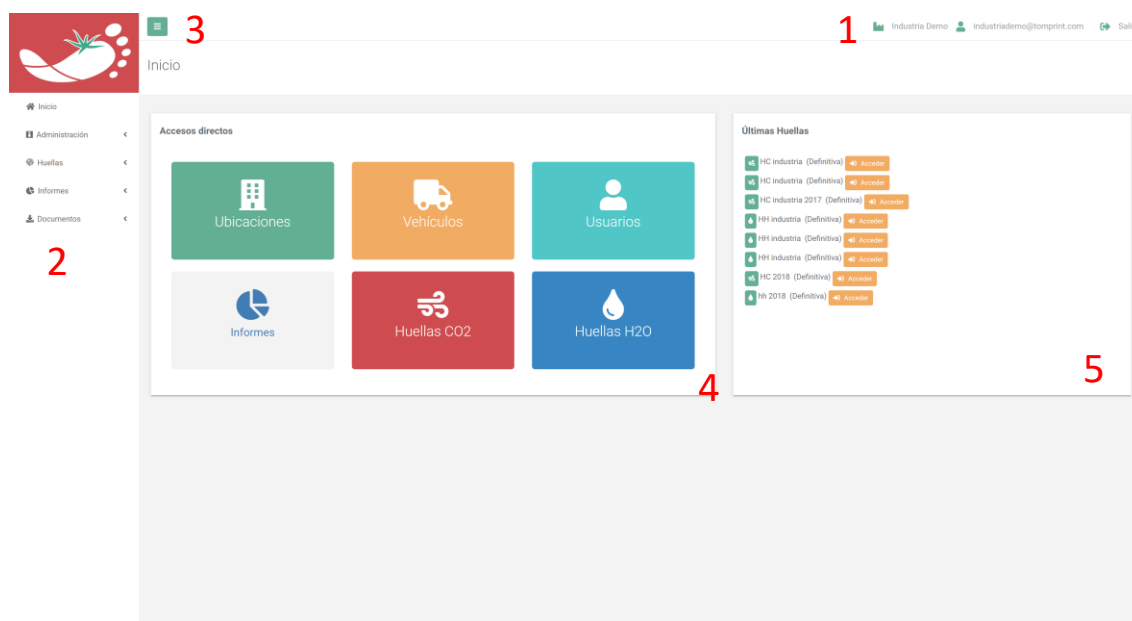 3
1
Industria Demo industriademo@tomprint.com Sali
Inicio
Inicio
Administración
Huellas
Informes
Documentos
2
Accesos directos
Ubicaciones Vehículos Usuarios
Informes Huellas CO2 Huellas H2O
4
Últimas Huellas
HC industria (Definitiva) Acceder
HC industria (Definitiva) Acceder
HC industria 2017 (Definitiva) Acceder
HH industria (Definitiva) Acceder
HH industria (Definitiva) Acceder
HH industria (Definitiva) Acceder
HC 2018 (Definitiva) Acceder
hh 2018 (Definitiva) Acceder
5